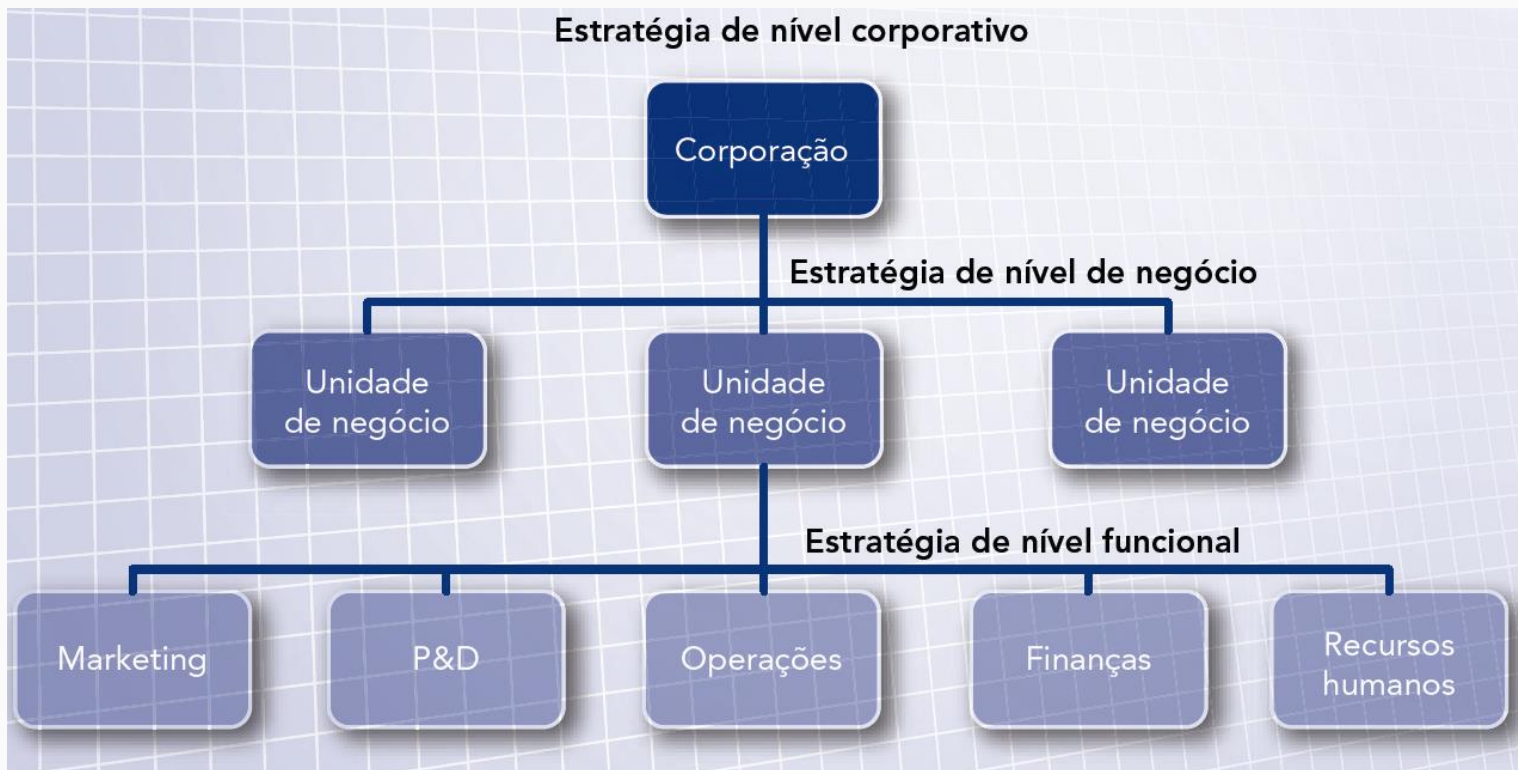 Estratégia de nível corporativo
Corporação
Estratégia de nível de negócio
Unidade
de negócio
Unidade
de negócio
Unidade
de negócio
Estratégia de nível funcional
Marketing
P&D
Operações
Finanças
Recursos
humanos